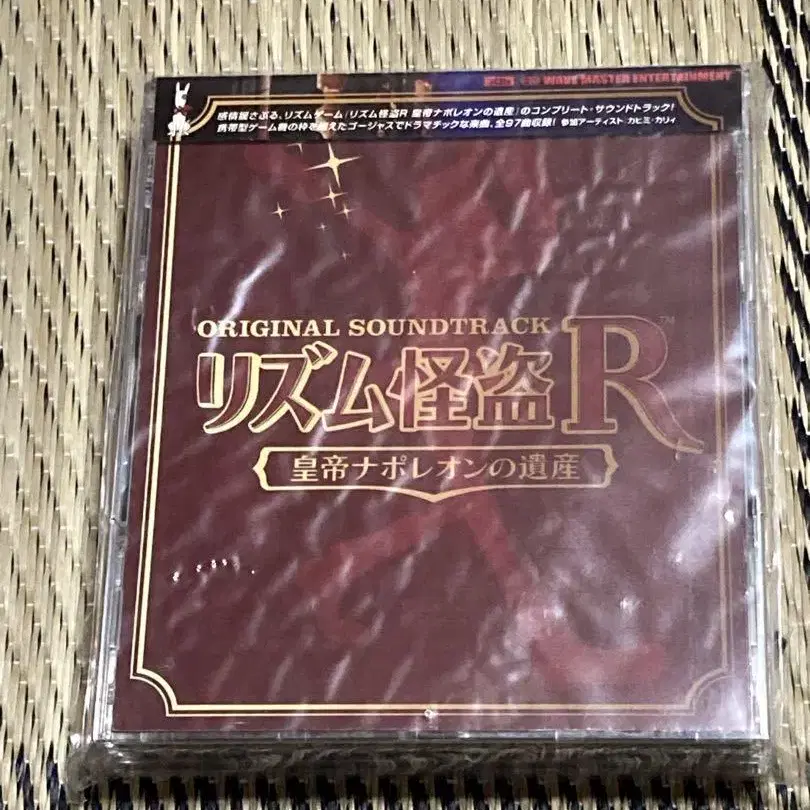 WAVE MASTER ENTERTAINMENT
感情揺さぶる、リズムゲーム「リズム怪盗R 皇帝ナポレオンの遺産」のコンプリート・サウンドトラック!
携帯型ゲーム機の枠を超えたゴージャスでドラマチックな楽曲、全97曲収録! 参加アーティスト/カヒミ・カリィ
ORIGINAL SOUNDTRACK
リズム怪盗R™
皇帝ナポレオンの遺産